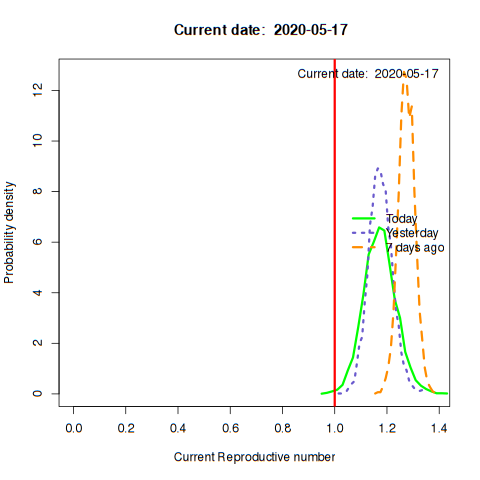 Current date:  2020-05-17
Current date:  2020-05-17
Probability density
12
10
8
6
4
2
0
Today
Yesterday
7 days ago
0.0 0.2 0.4 0.6 0.8 1.0 1.2 1.4
Current Reproductive number